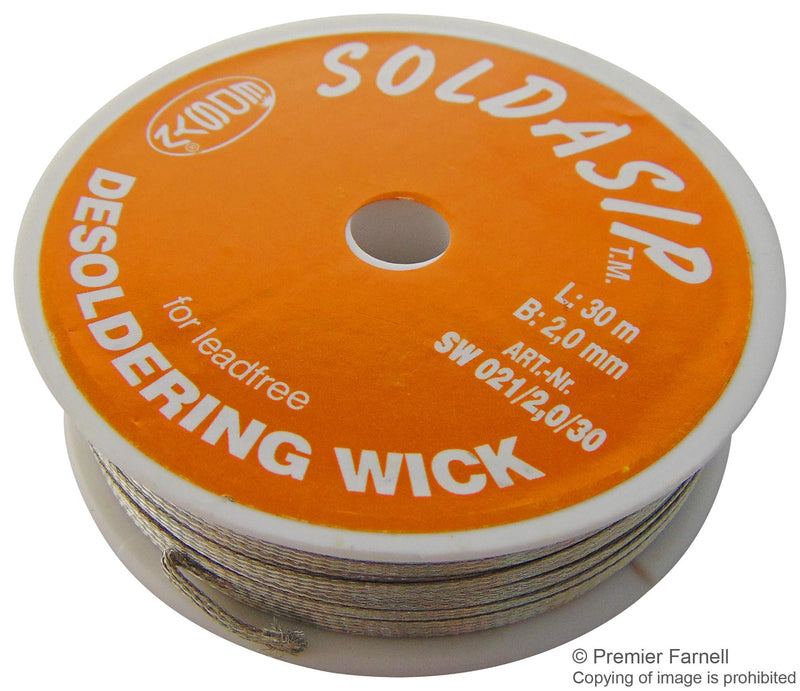 SOLDASIP T.M.
L.: 30 m
B: 2,0 mm
ART.-Nr.
SW 021/2,0/30
for leadfree
DESOLDERING WICK
© Premier Farnell
Copying of image is prohibited